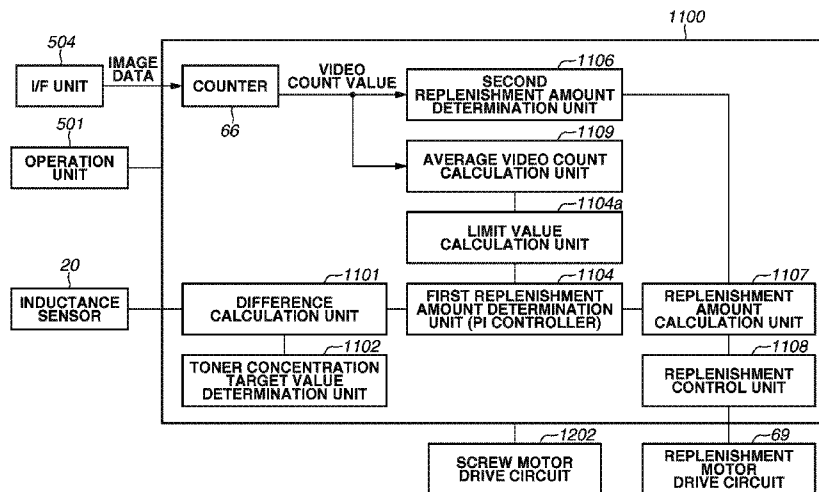 1100
504
I/F UNIT
IMAGE
DATA
COUNTER
66
VIDEO
COUNT VALUE
1106
SECOND
REPLENISHMENT AMOUNT
DETERMINATION UNIT
501
OPERATION
UNIT
1109
AVERAGE VIDEO COUNT
CALCULATION UNIT
1104a
LIMIT VALUE
CALCULATION UNIT
20
INDUCTANCE
SENSOR
1101
DIFFERENCE
CALCULATION UNIT
1104
FIRST REPLENISHMENT
AMOUNT DETERMINATION
UNIT (PI CONTROLLER)
1107
REPLENISHMENT
AMOUNT
CALCULATION UNIT
1102
TONER CONCENTRATION
TARGET VALUE
DETERMINATION UNIT
1108
REPLENISHMENT
CONTROL UNIT
1202
SCREW MOTOR
DRIVE CIRCUIT
69
REPLENISHMENT
MOTOR
DRIVE CIRCUIT